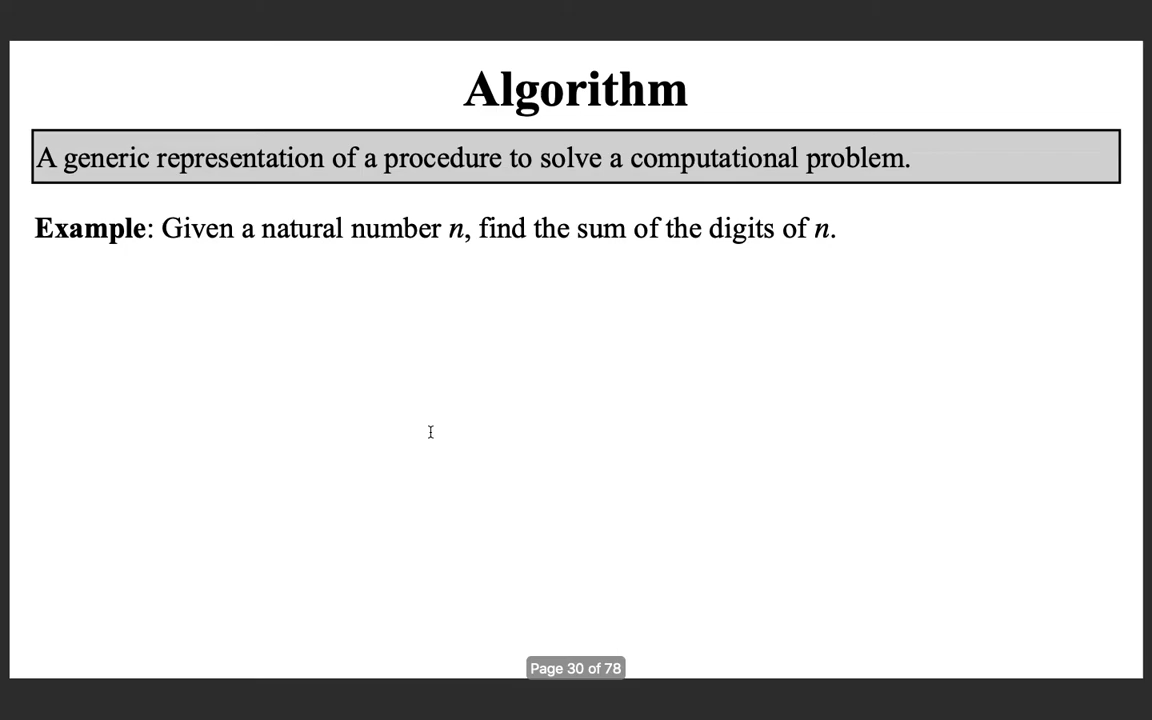 Algorithm
A generic representation of a procedure to solve a computational problem.
Example: Given a natural number n, find the sum of the digits of n.
Page 30 of 78